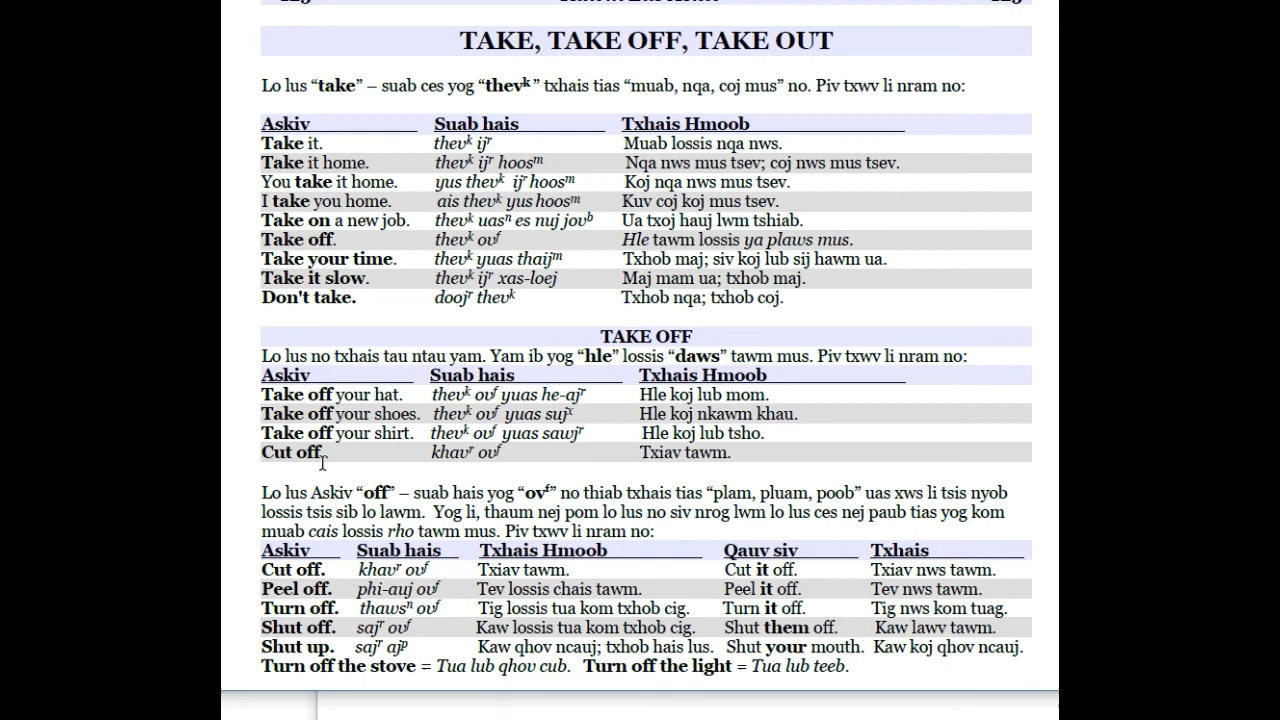 TAKE, TAKE OFF, TAKE OUT
Lo lus “take” – suab ces yog “thevᵏ ” txhais tias “muab, nqa, coj mus” no. Piv txwv li nram no:
Askiv Suab hais Txhais Hmoob
Take it. thevᵏ ijʳ Muab lossis nqa nws.
Take it home. thevᵏ ijʳ hoosᵐ Nqa nws mus tsev; coj nws mus tsev.
You take it home. yus thevᵏ ijʳ hoosᵐ Koj nqa nws mus tsev.
I take you home. ais thevᵏ yus hoosᵐ Kuv coj koj mus tsev.
Take on a new job. thevᵏ uasⁿ es nuj jovᵇ Ua txoj hauj lwm tshiab.
Take off. thevᵏ ovᶠ Hle tawm lossis ya plaws mus.
Take your time. thevᵏ yuas thaijᵐ Txhob maj; siv koj lub sij hawm ua.
Take it slow. thevᵏ ijʳ xas-loej Maj mam ua; txhob maj.
Don't take. doojʳ thevᵏ Txhob nqa; txhob coj.
TAKE OFF
Lo lus no txhais tau ntau yam. Yam ib yog “hle” lossis “daws” tawm mus. Piv txwv li nram no:
Askiv Suab hais Txhais Hmoob
Take off your hat. thevᵏ ovᶠ yuas he-ajʳ Hle koj lub mom.
Take off your shoes. thevᵏ ovᶠ yuas sujˣ Hle koj nkawm khau.
Take off your shirt. thevᵏ ovᶠ yuas sawjʳ Hle koj lub tsho.
Cut off. khavʳ ovᶠ Txiav tawm.
Lo lus Askiv “off” – suab hais yog “ovᶠ” no thiab txhais tias “plam, pluam, poob” uas xws li tsis nyob
lossis tsis sib lo lawm. Yog li, thaum nej pom lo lus no siv nrog lwm lo lus ces nej paub tias yog kom
muab cais lossis rho tawm mus. Piv txwv li nram no:
Askiv Suab hais Txhais Hmoob Qauv siv Txhais
Cut off. khavʳ ovᶠ Txiav tawm. Cut it off. Txiav nws tawm.
Peel off. phi-auj ovᶠ Tev lossis chais tawm. Peel it off. Tev nws tawm.
Turn off. thawsⁿ ovᶠ Tig lossis tua kom txhob cig. Turn it off. Tig nws kom tuag.
Shut off. sajʳ ovᶠ Kaw lossis tua kom txhob cig. Shut them off. Kaw lawv tawm.
Shut up. sajʳ ajᵖ Kaw qhov ncauj; txhob hais lus. Shut your mouth. Kaw koj qhov ncauj.
Turn off the stove = Tua lub qhov cub. Turn off the light = Tua lub teeb.